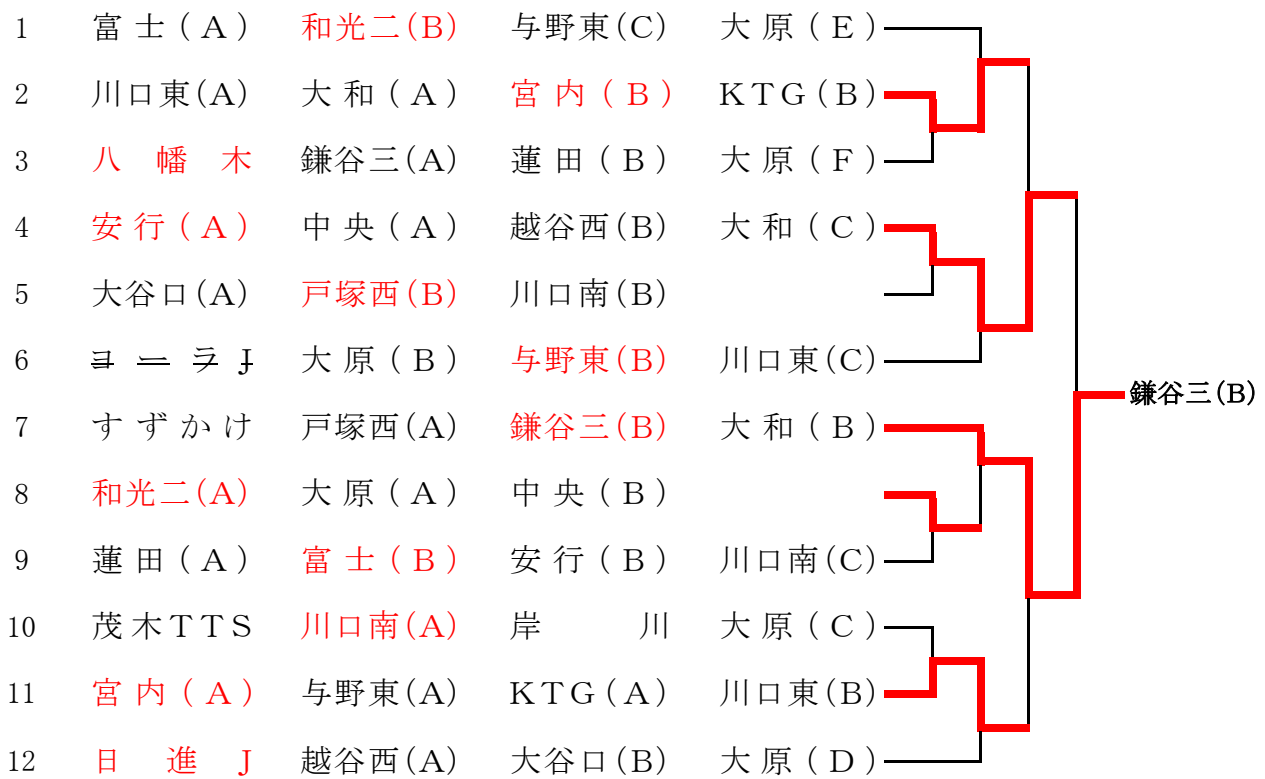 1 富士(A) 和光二(B) 与野東(C) 大原(E)
2 川口東(A) 大和(A) 宮内(B) KTG(B)
3 八幡木 鎌谷三(A) 蓮田(B) 大原(F)
4 安行(A) 中央(A) 越谷西(B) 大和(C)
5 大谷口(A) 戸塚西(B) 川口南(B)
6 ヨーラJ 大原(B) 与野東(B) 川口東(C)
鎌谷三(B)
7 すずかけ 戸塚西(A) 鎌谷三(B) 大和(B)
8 和光二(A) 大原(A) 中央(B)
9 蓮田(A) 富士(B) 安行(B) 川口南(C)
10 茂木TTS 川口南(A) 岸川 大原(C)
11 宮内(A) 与野東(A) KTG(A) 川口東(B)
12 日進J 越谷西(A) 大谷口(B) 大原(D)